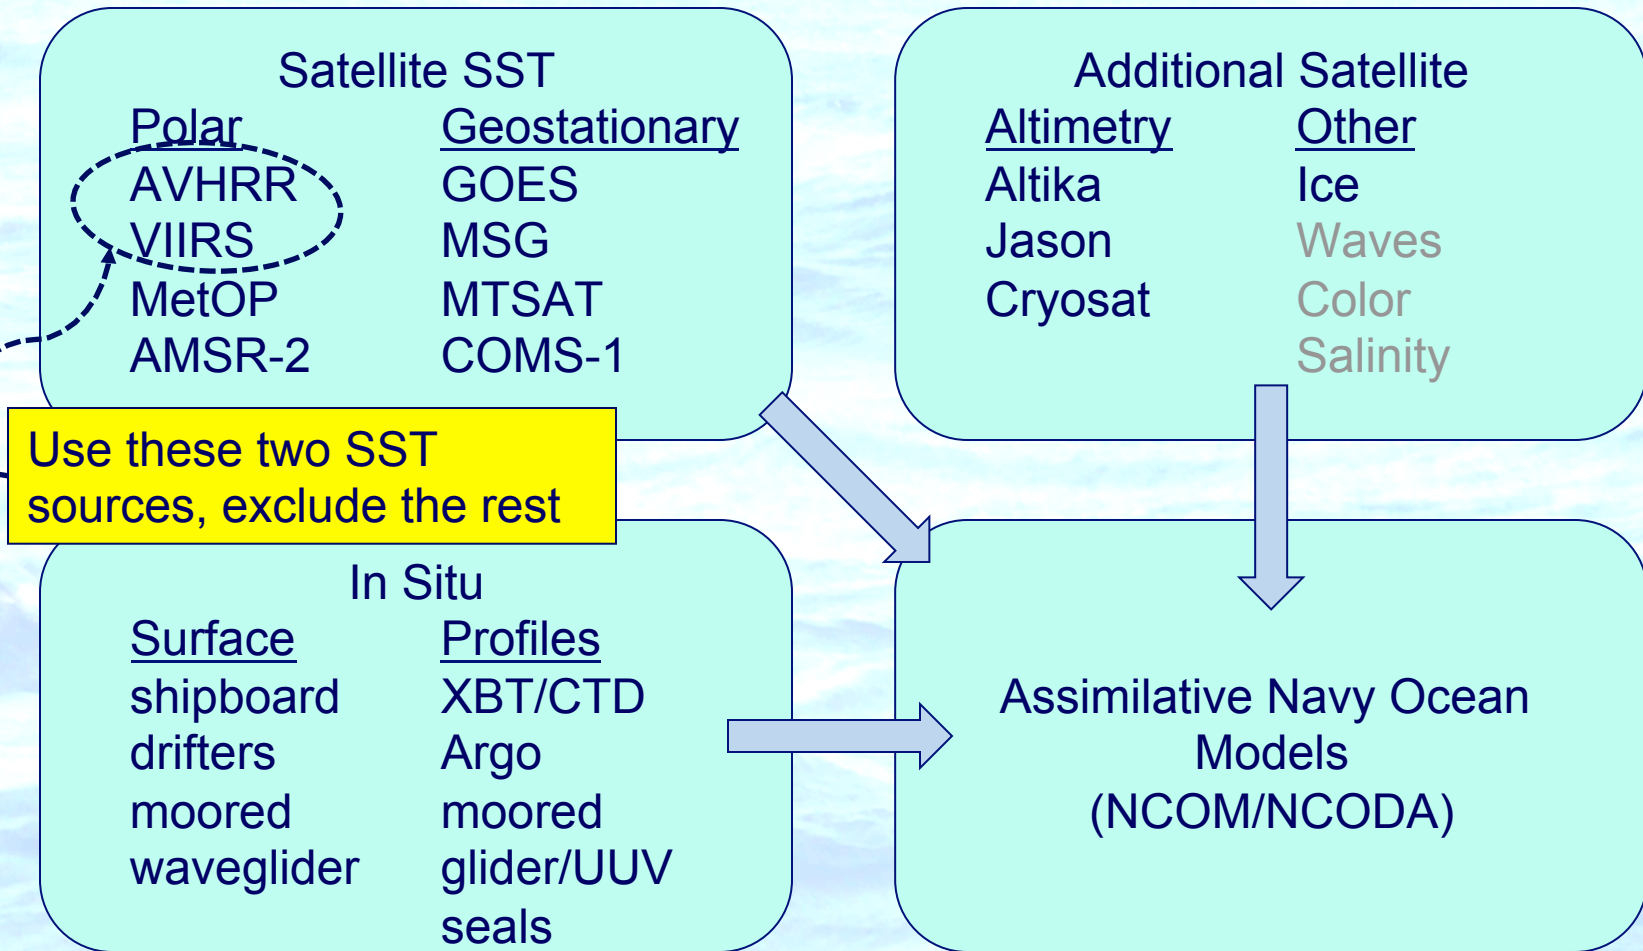 Satellite SST
Polar Geostationary
AVHRR GOES
VIIRS MSG
MetOP MTSAT
AMSR-2 COMS-1
Additional Satellite
Altimetry Other
Altika Ice
Jason Waves
Cryosat Color
Salinity
Use these two SST
sources, exclude the rest
In Situ
Surface Profiles
shipboard XBT/CTD
drifters Argo
moored moored
waveglider glider/UUV
seals
Assimilative Navy Ocean
Models
(NCOM/NCODA)